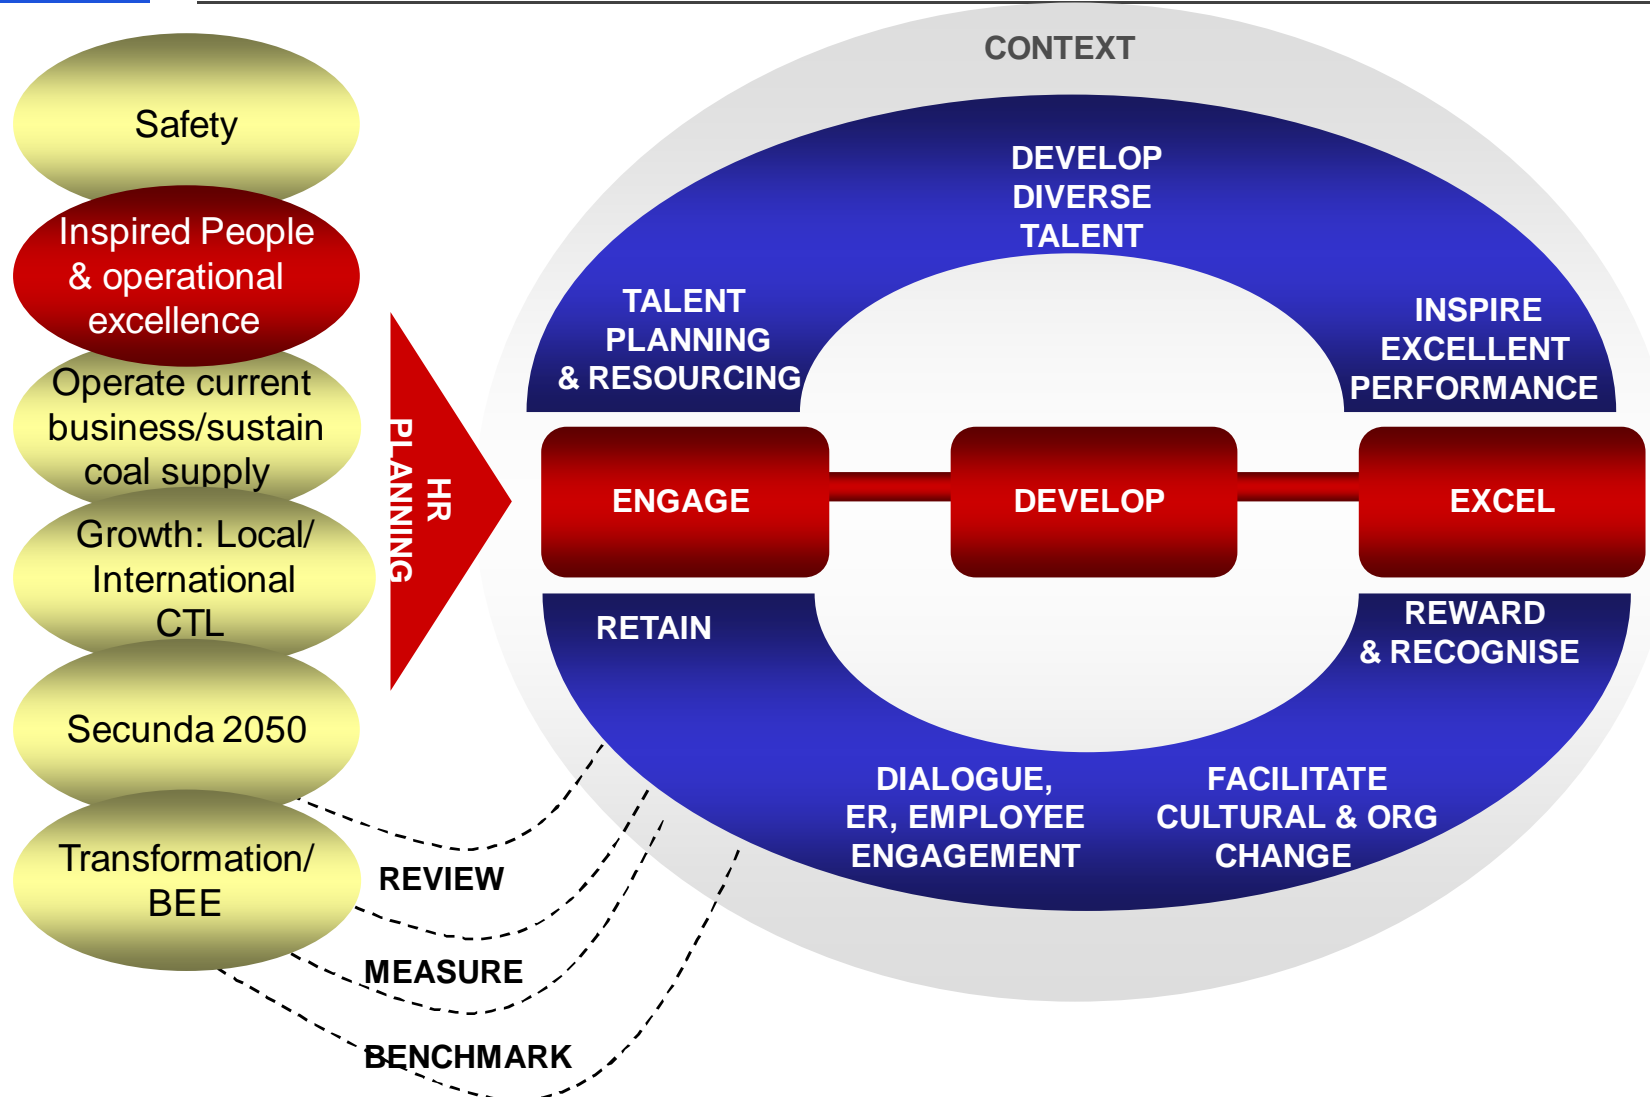 Safety
Inspired People
& operational
excellence
Operate current
business/sustain
coal supply
Growth: Local/
International
CTL
Secunda 2050
Transformation/
BEE
HR
PLANNING
CONTEXT
DEVELOP
DIVERSE
TALENT
TALENT
PLANNING
& RESOURCING
INSPIRE
EXCELLENT
PERFORMANCE
ENGAGE
DEVELOP
EXCEL
RETAIN
REWARD
& RECOGNISE
DIALOGUE,
ER, EMPLOYEE
ENGAGEMENT
FACILITATE
CULTURAL & ORG
CHANGE
REVIEW
MEASURE
BENCHMARK